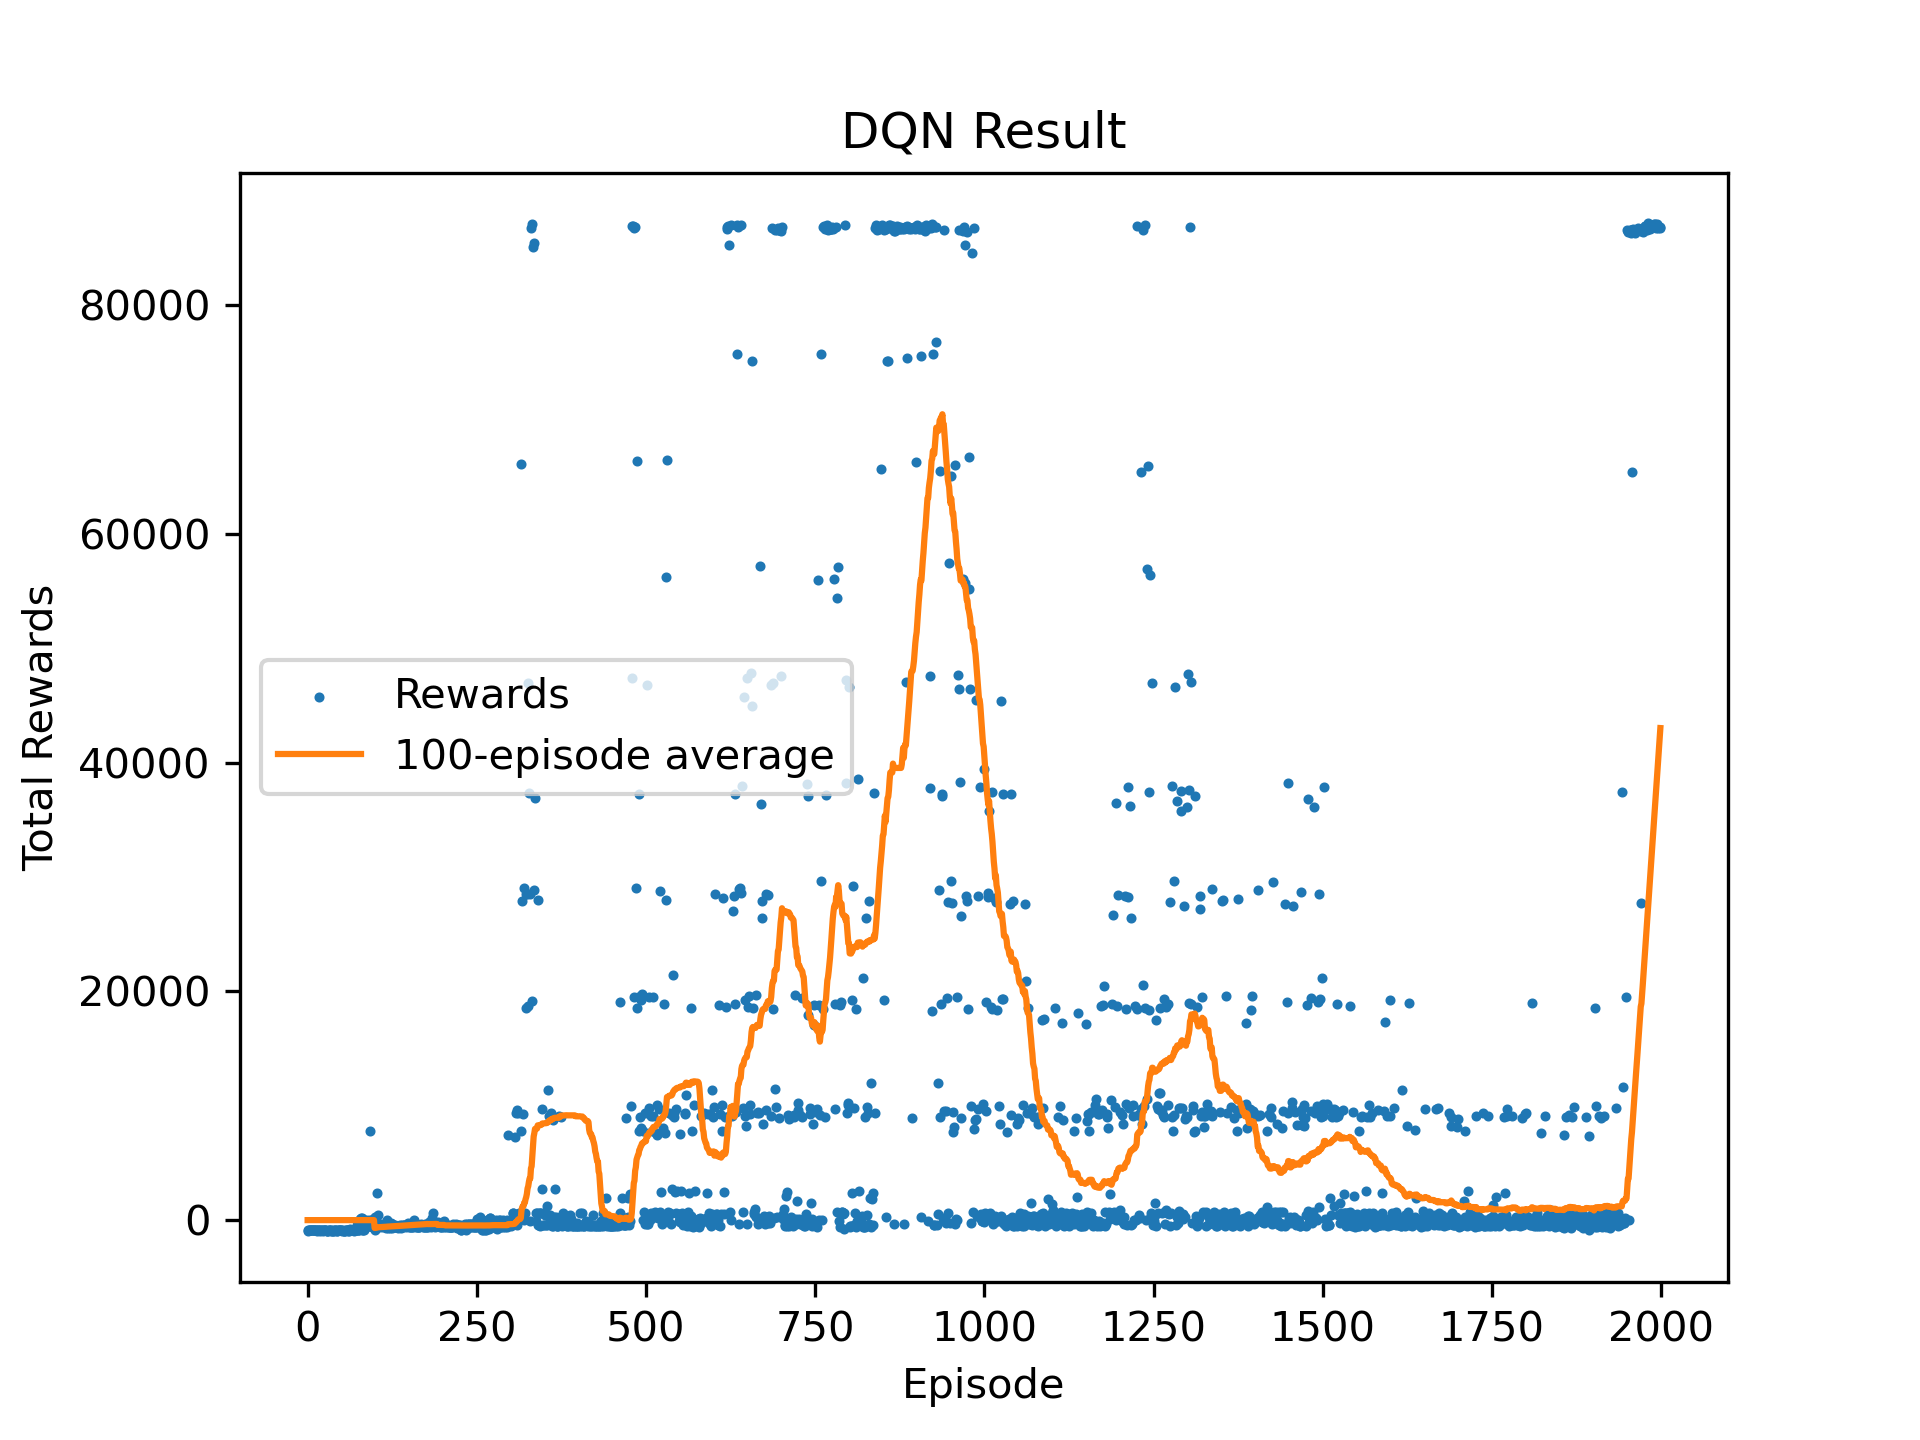 DQN Result
Total Rewards
80000
60000
40000
20000
0
Rewards
100-episode average
0 250 500 750 1000 1250 1500 1750 2000
Episode